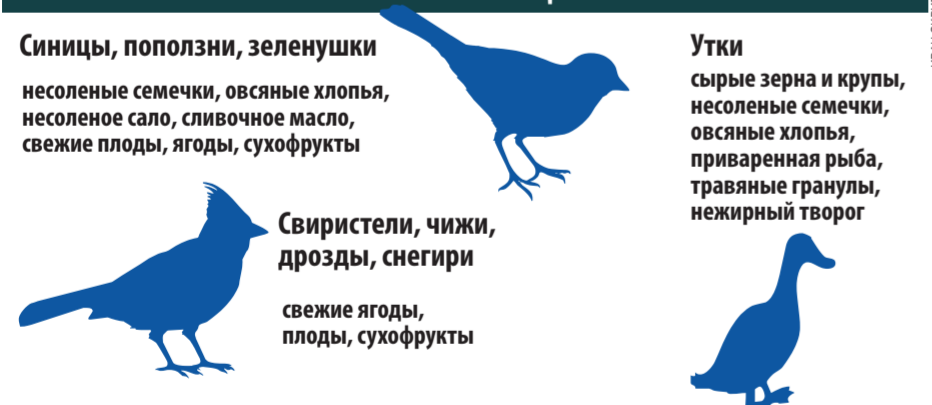 Синицы, поползни, зеленушки
несоленые семечки, овсяные хлопья,
несоленое сало, сливочное масло,
свежие плоды, ягоды, сухофрукты
Свиристели, чижи,
дрозды, снегири
свежие ягоды,
плоды, сухофрукты
Утки
сырые зерна и крупы,
несоленые семечки,
овсяные хлопья,
приваренная рыба,
травяные гранулы,
нежирный творог